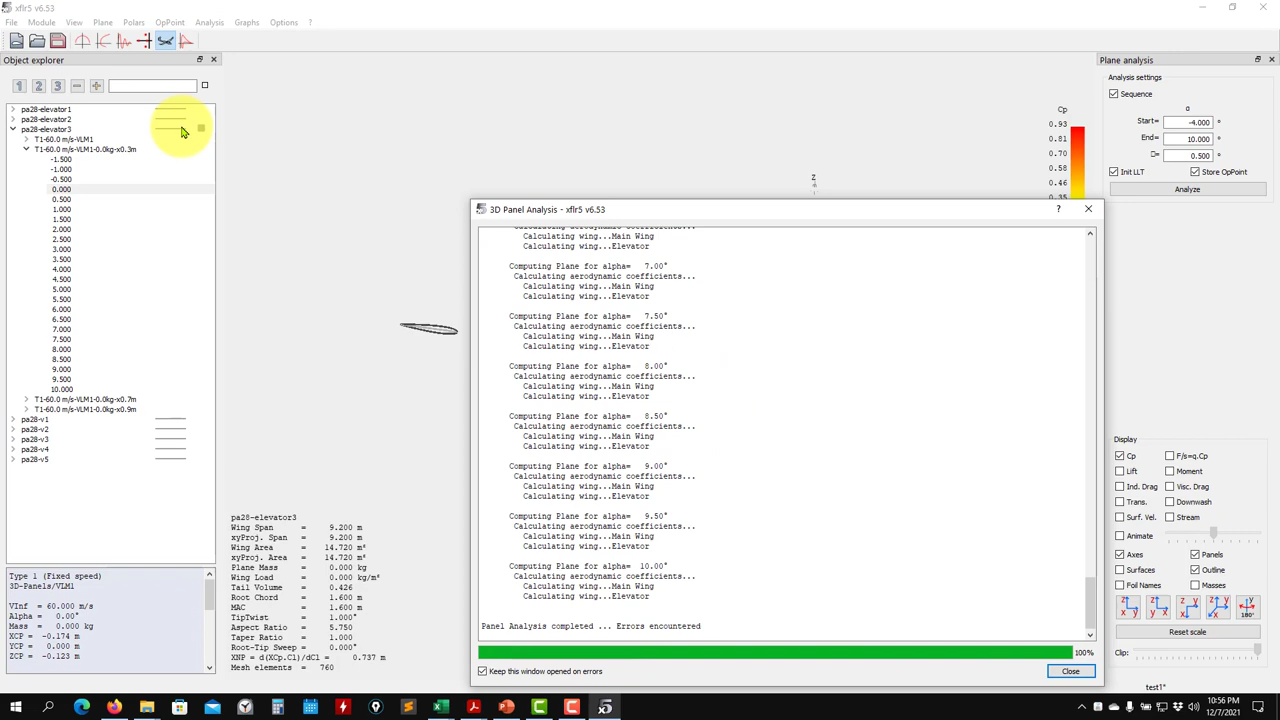 xflr5 v6.53
File Module View Plane Polars OpPoint Analysis Graphs Options ?
Object explorer
1 2 3
pa28-elevator1
pa28-elevator2
pa28-elevator3
T1-60.0 m/s-VLM1
T1-60.0 m/s-VLM1-0.0kg-x0.3m
-1.500
-1.000
-0.500
0.000
0.500
1.000
1.500
2.000
2.500
3.000
3.500
4.000
4.500
5.000
5.500
6.000
6.500
7.000
7.500
8.000
8.500
9.000
9.500
10.000
T1-60.0 m/s-VLM1-0.0kg-x0.7m
T1-60.0 m/s-VLM1-0.0kg-x0.9m
pa28-v1
pa28-v2
pa28-v3
pa28-v4
pa28-v5
Type 1 (Fixed speed)
3D-Panels/VLM1
VInf = 60.000 m/s
Alpha = 0.00°
Mass = 0.000 kg
XCP = -0.174 m
YCP = 0.000 m
ZCP = -0.123 m
pa28-elevator3
Wing Span = 9.200 m
xyProj. Span = 9.200 m
Wing Area = 14.720 m²
xyProj. Area = 14.720 m²
Plane Mass = 0.000 kg
Wing Load = 0.000 kg/m²
Tail Volume = 0.426
Root Chord = 1.600 m
MAC = 1.600 m
TipTwist = 1.000°
Aspect Ratio = 5.750
Taper Ratio = 1.000
Root-Tip Sweep = 0.000°
XNP = d(XCp.Cl)/dCl = 0.737 m
Mesh elements = 760
Z
Cp
0.93
0.81
0.70
0.58
0.46
0.35
3D Panel Analysis - xflr5 v6.53
Calculating aerodynamic coefficients...
Calculating wing...Main Wing
Calculating wing...Elevator
Computing Plane for alpha= 7.00°
Calculating aerodynamic coefficients...
Calculating wing...Main Wing
Calculating wing...Elevator
Computing Plane for alpha= 7.50°
Calculating aerodynamic coefficients...
Calculating wing...Main Wing
Calculating wing...Elevator
Computing Plane for alpha= 8.00°
Calculating aerodynamic coefficients...
Calculating wing...Main Wing
Calculating wing...Elevator
Computing Plane for alpha= 8.50°
Calculating aerodynamic coefficients...
Calculating wing...Main Wing
Calculating wing...Elevator
Computing Plane for alpha= 9.00°
Calculating aerodynamic coefficients...
Calculating wing...Main Wing
Calculating wing...Elevator
Computing Plane for alpha= 9.50°
Calculating aerodynamic coefficients...
Calculating wing...Main Wing
Calculating wing...Elevator
Computing Plane for alpha= 10.00°
Calculating aerodynamic coefficients...
Calculating wing...Main Wing
Calculating wing...Elevator
Panel Analysis completed ... Errors encountered
100%
Keep this window opened on errors
Close
Plane analysis
Analysis settings
Sequence
α
Start= -4.000 °
End= 10.000 °
□= 0.500 °
Init LLT Store OpPoint
Analyze
Display
Cp F/s=q.Cp
Lift Moment
Ind. Drag Visc. Drag
Trans. Downwash
Surf. Vel. Stream
Animate
Axes Panels
Surfaces Outline
Foil Names Masses
Reset scale
Clip:
test1*
10:56 PM
12/7/2021